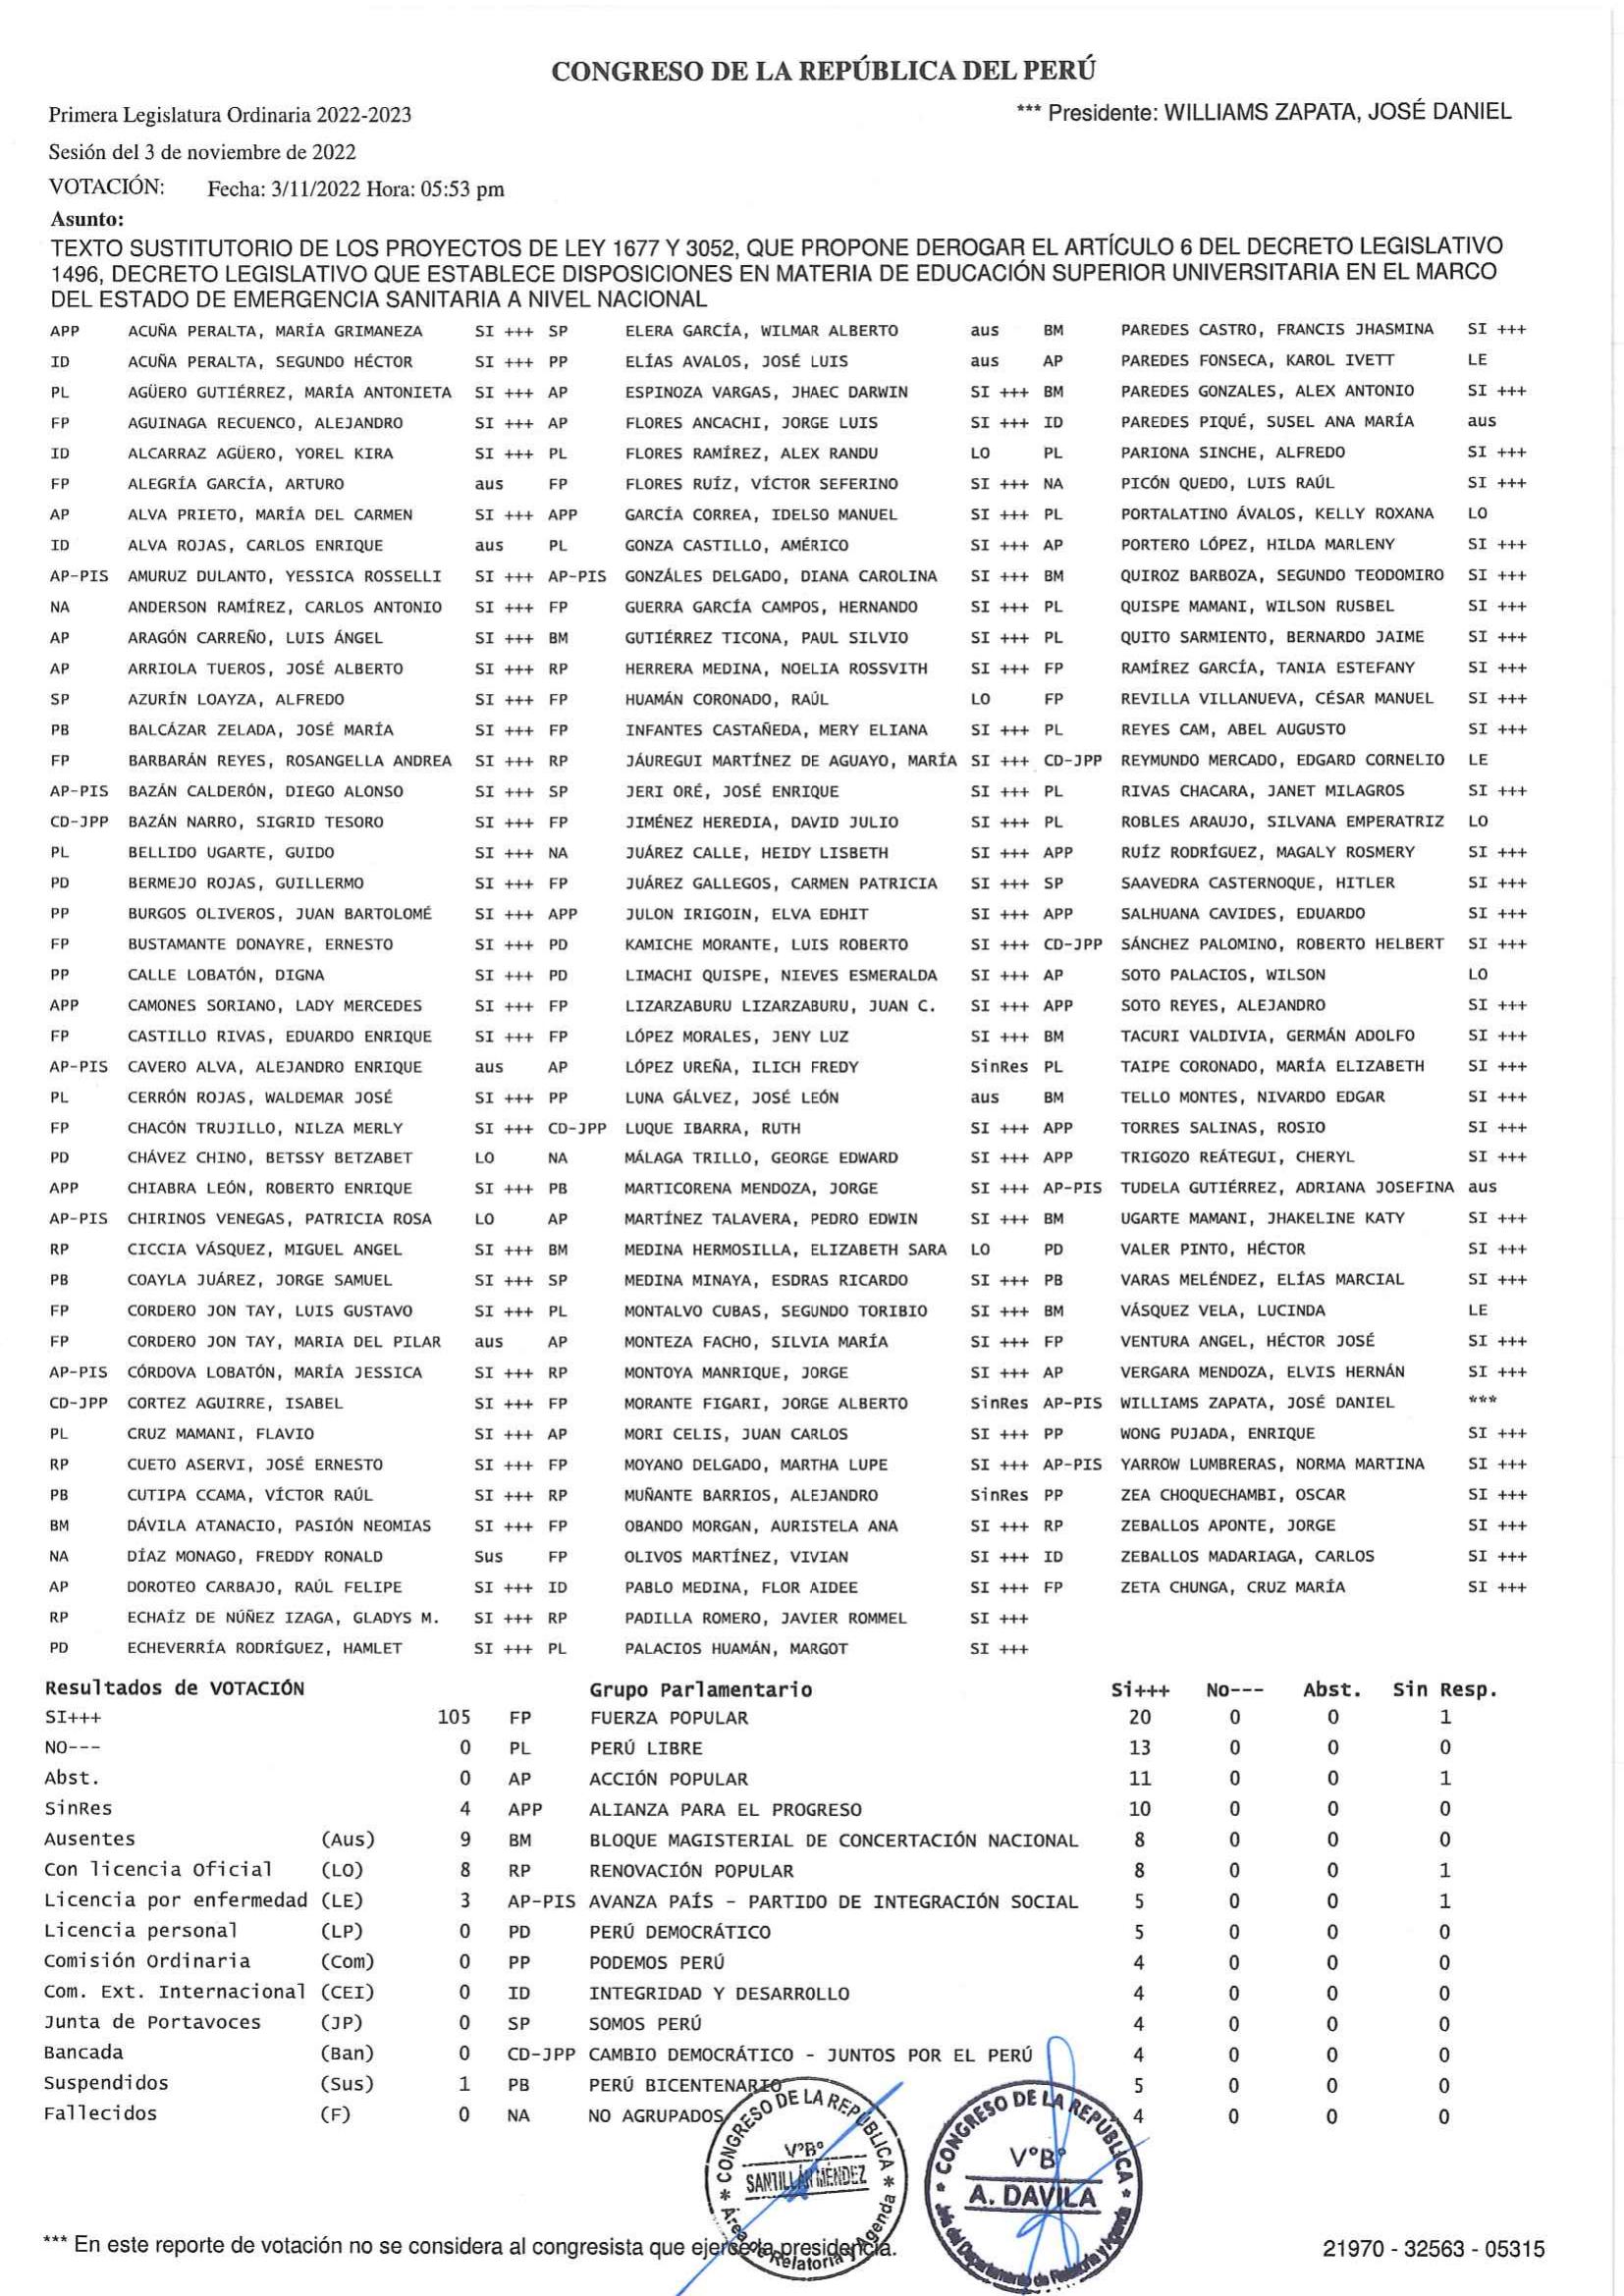 CONGRESO DE LA REPÚBLICA DEL PERÚ
Primera Legislatura Ordinaria 2022-2023 *** Presidente: WILLIAMS ZAPATA, JOSÉ DANIEL
Sesión del 3 de noviembre de 2022
VOTACIÓN: Fecha: 3/11/2022 Hora: 05:53 pm
Asunto:
TEXTO SUSTITUTORIO DE LOS PROYECTOS DE LEY 1677 Y 3052, QUE PROPONE DEROGAR EL ARTÍCULO 6 DEL DECRETO LEGISLATIVO
1496, DECRETO LEGISLATIVO QUE ESTABLECE DISPOSICIONES EN MATERIA DE EDUCACIÓN SUPERIOR UNIVERSITARIA EN EL MARCO
DEL ESTADO DE EMERGENCIA SANITARIA A NIVEL NACIONAL
APP ACUÑA PERALTA, MARÍA GRIMANEZA SI +++ SP ELERA GARCÍA, WILMAR ALBERTO aus BM PAREDES CASTRO, FRANCIS JHASMINA SI +++
ID ACUÑA PERALTA, SEGUNDO HÉCTOR SI +++ PP ELÍAS AVALOS, JOSÉ LUIS aus AP PAREDES FONSECA, KAROL IVETT LE
PL AGÜERO GUTIÉRREZ, MARÍA ANTONIETA SI +++ AP ESPINOZA VARGAS, JHAEC DARWIN SI +++ BM PAREDES GONZALES, ALEX ANTONIO SI +++
FP AGUINAGA RECUENCO, ALEJANDRO SI +++ AP FLORES ANCACHI, JORGE LUIS SI +++ ID PAREDES PIQUÉ, SUSEL ANA MARÍA aus
ID ALCARRAZ AGÜERO, YOREL KIRA SI +++ PL FLORES RAMÍREZ, ALEX RANDU LO PL PARIONA SINCHE, ALFREDO SI +++
FP ALEGRÍA GARCÍA, ARTURO aus FP FLORES RUÍZ, VÍCTOR SEFERINO SI +++ NA PICÓN QUEDO, LUIS RAÚL SI +++
AP ALVA PRIETO, MARÍA DEL CARMEN SI +++ APP GARCÍA CORREA, IDELSO MANUEL SI +++ PL PORTALATINO ÁVALOS, KELLY ROXANA LO
ID ALVA ROJAS, CARLOS ENRIQUE aus PL GONZA CASTILLO, AMÉRICO SI +++ AP PORTERO LÓPEZ, HILDA MARLENY SI +++
AP-PIS AMURUZ DULANTO, YESSICA ROSSELLI SI +++ AP-PIS GONZÁLES DELGADO, DIANA CAROLINA SI +++ BM QUIROZ BARBOZA, SEGUNDO TEODOMIRO SI +++
NA ANDERSON RAMÍREZ, CARLOS ANTONIO SI +++ FP GUERRA GARCÍA CAMPOS, HERNANDO SI +++ PL QUISPE MAMANI, WILSON RUSBEL SI +++
AP ARAGÓN CARREÑO, LUIS ÁNGEL SI +++ BM GUTIÉRREZ TICONA, PAUL SILVIO SI +++ PL QUITO SARMIENTO, BERNARDO JAIME SI +++
AP ARRIOLA TUEROS, JOSÉ ALBERTO SI +++ RP HERRERA MEDINA, NOELIA ROSSVITH SI +++ FP RAMÍREZ GARCÍA, TANIA ESTEFANY SI +++
SP AZURÍN LOAYZA, ALFREDO SI +++ FP HUAMÁN CORONADO, RAÚL LO FP REVILLA VILLANUEVA, CÉSAR MANUEL SI +++
PB BALCÁZAR ZELADA, JOSÉ MARÍA SI +++ FP INFANTES CASTAÑEDA, MERY ELIANA SI +++ PL REYES CAM, ABEL AUGUSTO SI +++
FP BARBARÁN REYES, ROSANGELLA ANDREA SI +++ RP JÁUREGUI MARTÍNEZ DE AGUAYO, MARÍA SI +++ CD-JPP REYMUNDO MERCADO, EDGARD CORNELIO LE
AP-PIS BAZÁN CALDERÓN, DIEGO ALONSO SI +++ SP JERI ORÉ, JOSÉ ENRIQUE SI +++ PL RIVAS CHACARA, JANET MILAGROS SI +++
CD-JPP BAZÁN NARRO, SIGRID TESORO SI +++ FP JIMÉNEZ HEREDIA, DAVID JULIO SI +++ PL ROBLES ARAUJO, SILVANA EMPERATRIZ LO
PL BELLIDO UGARTE, GUIDO SI +++ NA JUÁREZ CALLE, HEIDY LISBETH SI +++ APP RUÍZ RODRÍGUEZ, MAGALY ROSMERY SI +++
PD BERMEJO ROJAS, GUILLERMO SI +++ FP JUÁREZ GALLEGOS, CARMEN PATRICIA SI +++ SP SAAVEDRA CASTERNOQUE, HITLER SI +++
PP BURGOS OLIVEROS, JUAN BARTOLOMÉ SI +++ APP JULON IRIGOIN, ELVA EDHIT SI +++ APP SALHUANA CAVIDES, EDUARDO SI +++
FP BUSTAMANTE DONAYRE, ERNESTO SI +++ PD KAMICHE MORANTE, LUIS ROBERTO SI +++ CD-JPP SÁNCHEZ PALOMINO, ROBERTO HELBERT SI +++
PP CALLE LOBATÓN, DIGNA SI +++ PD LIMACHI QUISPE, NIEVES ESMERALDA SI +++ AP SOTO PALACIOS, WILSON LO
APP CAMONES SORIANO, LADY MERCEDES SI +++ FP LIZARZABURU LIZARZABURU, JUAN C. SI +++ APP SOTO REYES, ALEJANDRO SI +++
FP CASTILLO RIVAS, EDUARDO ENRIQUE SI +++ FP LÓPEZ MORALES, JENY LUZ SI +++ BM TACURI VALDIVIA, GERMÁN ADOLFO SI +++
AP-PIS CAVERO ALVA, ALEJANDRO ENRIQUE aus AP LÓPEZ UREÑA, ILICH FREDY SinRes PL TAIPE CORONADO, MARÍA ELIZABETH SI +++
PL CERRÓN ROJAS, WALDEMAR JOSÉ SI +++ PP LUNA GÁLVEZ, JOSÉ LEÓN aus BM TELLO MONTES, NIVARDO EDGAR SI +++
FP CHACÓN TRUJILLO, NILZA MERLY SI +++ CD-JPP LUQUE IBARRA, RUTH SI +++ APP TORRES SALINAS, ROSIO SI +++
PD CHÁVEZ CHINO, BETSSY BETZABET LO NA MÁLAGA TRILLO, GEORGE EDWARD SI +++ APP TRIGOZO REÁTEGUI, CHERYL SI +++
APP CHIABRA LEÓN, ROBERTO ENRIQUE SI +++ PB MARTICORENA MENDOZA, JORGE SI +++ AP-PIS TUDELA GUTIÉRREZ, ADRIANA JOSEFINA aus
AP-PIS CHIRINOS VENEGAS, PATRICIA ROSA LO AP MARTÍNEZ TALAVERA, PEDRO EDWIN SI +++ BM UGARTE MAMANI, JHAKELINE KATY SI +++
RP CICCIA VÁSQUEZ, MIGUEL ANGEL SI +++ BM MEDINA HERMOSILLA, ELIZABETH SARA LO PD VALER PINTO, HÉCTOR SI +++
PB COAYLA JUÁREZ, JORGE SAMUEL SI +++ SP MEDINA MINAYA, ESDRAS RICARDO SI +++ PB VARAS MELÉNDEZ, ELÍAS MARCIAL SI +++
FP CORDERO JON TAY, LUIS GUSTAVO SI +++ PL MONTALVO CUBAS, SEGUNDO TORIBIO SI +++ BM VÁSQUEZ VELA, LUCINDA LE
FP CORDERO JON TAY, MARIA DEL PILAR aus AP MONTEZA FACHO, SILVIA MARÍA SI +++ FP VENTURA ANGEL, HÉCTOR JOSÉ SI +++
AP-PIS CÓRDOVA LOBATÓN, MARÍA JESSICA SI +++ RP MONTOYA MANRIQUE, JORGE SI +++ AP VERGARA MENDOZA, ELVIS HERNÁN SI +++
CD-JPP CORTEZ AGUIRRE, ISABEL SI +++ FP MORANTE FIGARI, JORGE ALBERTO SinRes AP-PIS WILLIAMS ZAPATA, JOSÉ DANIEL ***
PL CRUZ MAMANI, FLAVIO SI +++ AP MORI CELIS, JUAN CARLOS SI +++ PP WONG PUJADA, ENRIQUE SI +++
RP CUETO ASERVI, JOSÉ ERNESTO SI +++ FP MOYANO DELGADO, MARTHA LUPE SI +++ AP-PIS YARROW LUMBRERAS, NORMA MARTINA SI +++
PB CUTIPA CCAMA, VÍCTOR RAÚL SI +++ RP MUÑANTE BARRIOS, ALEJANDRO SinRes PP ZEA CHOQUECHAMBI, OSCAR SI +++
BM DÁVILA ATANACIO, PASIÓN NEOMIAS SI +++ FP OBANDO MORGAN, AURISTELA ANA SI +++ RP ZEBALLOS APONTE, JORGE SI +++
NA DÍAZ MONAGO, FREDDY RONALD Sus FP OLIVOS MARTÍNEZ, VIVIAN SI +++ ID ZEBALLOS MADARIAGA, CARLOS SI +++
AP DOROTEO CARBAJO, RAÚL FELIPE SI +++ ID PABLO MEDINA, FLOR AIDEE SI +++ FP ZETA CHUNGA, CRUZ MARÍA SI +++
RP ECHAÍZ DE NÚÑEZ IZAGA, GLADYS M. SI +++ RP PADILLA ROMERO, JAVIER ROMMEL SI +++
PD ECHEVERRÍA RODRÍGUEZ, HAMLET SI +++ PL PALACIOS HUAMÁN, MARGOT SI +++
Resultados de VOTACIÓN Grupo Parlamentario Si+++ No--- Abst. Sin Resp.
SI+++ 105 FP FUERZA POPULAR 20 0 0 1
NO--- 0 PL PERÚ LIBRE 13 0 0 0
Abst. 0 AP ACCIÓN POPULAR 11 0 0 1
SinRes 4 APP ALIANZA PARA EL PROGRESO 10 0 0 0
Ausentes (Aus) 9 BM BLOQUE MAGISTERIAL DE CONCERTACIÓN NACIONAL 8 0 0 0
Con licencia Oficial (LO) 8 RP RENOVACIÓN POPULAR 8 0 0 1
Licencia por enfermedad (LE) 3 AP-PIS AVANZA PAÍS - PARTIDO DE INTEGRACIÓN SOCIAL 5 0 0 1
Licencia personal (LP) 0 PD PERÚ DEMOCRÁTICO 5 0 0 0
Comisión Ordinaria (Com) 0 PP PODEMOS PERÚ 4 0 0 0
Com. Ext. Internacional (CEI) 0 ID INTEGRIDAD Y DESARROLLO 4 0 0 0
Junta de Portavoces (JP) 0 SP SOMOS PERÚ 4 0 0 0
Bancada (Ban) 0 CD-JPP CAMBIO DEMOCRÁTICO - JUNTOS POR EL PERÚ 4 0 0 0
Suspendidos (Sus) 1 PB PERÚ BICENTENARIO 5 0 0 0
Fallecidos (F) 0 NA NO AGRUPADOS 4 0 0 0
CONGRESO DE LA REPÚBLICA
V°B°
SANTILLÁN MÉNDEZ
Área de Relatoría y Agenda
CONGRESO DE LA REPÚBLICA
V°B°
A. DAVILA
Jefe del Departamento de Relatoría y Agenda
*** En este reporte de votación no se considera al congresista que ejerce la presidencia. 21970 - 32563 - 05315